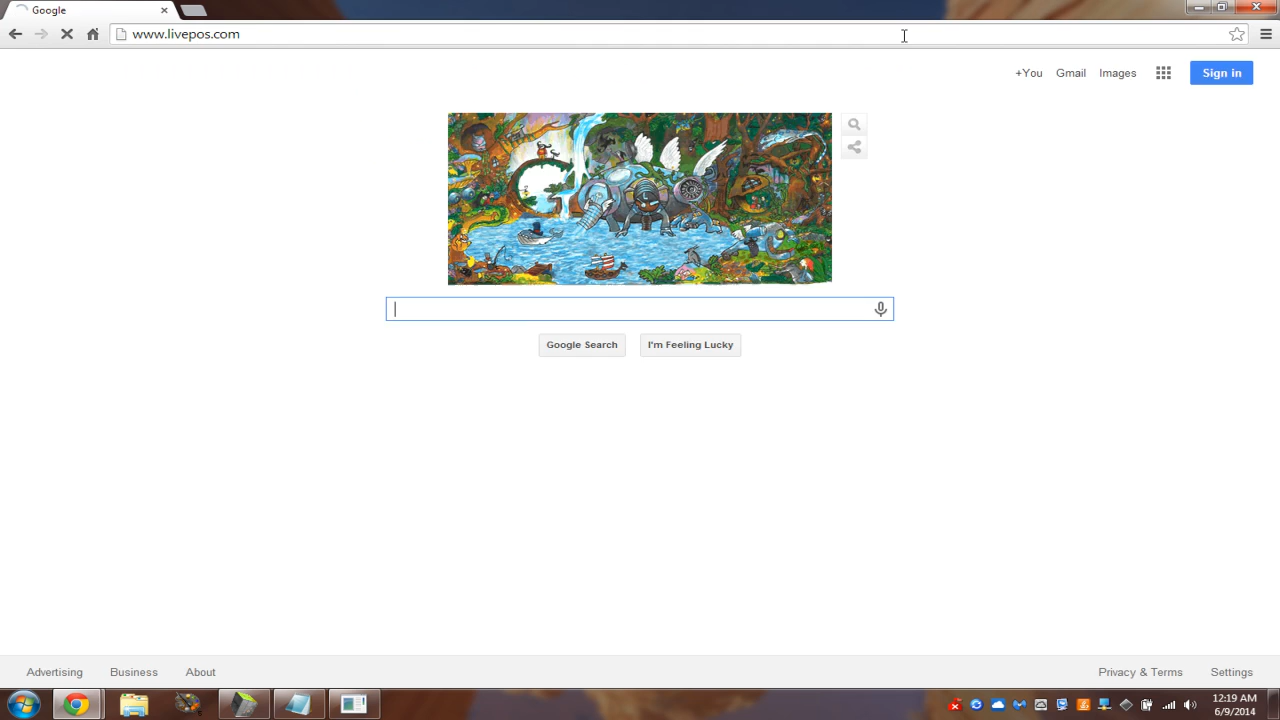 Google
www.livepos.com
+You Gmail Images Sign in
Google Search I'm Feeling Lucky
Advertising Business About Privacy & Terms Settings
12:19 AM
6/9/2014